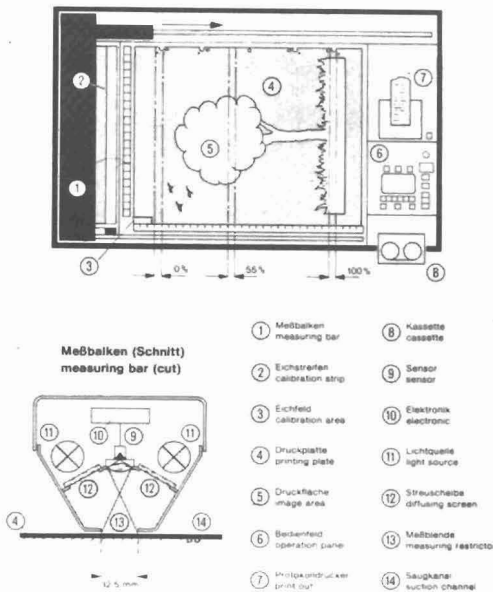 2
4
7
5
6
1
3
0%
55%
100%
8
Meßbalken (Schnitt)
measuring bar (cut)
11
10
9
11
12
12
4
13
14
12.5 mm
1 Meßbalken
measuring bar
2 Eichstreifen
calibration strip
3 Eichfeld
calibration area
4 Druckplatte
printing plate
5 Druckfläche
image area
6 Bedienfeld
operation panel
7 Protokolldrucker
print out
8 Kassette
cassette
9 Sensor
sensor
10 Elektronik
electronic
11 Lichtquelle
light source
12 Streuscheibe
diffusing screen
13 Meßblende
measuring restrictor
14 Saugkanal
suction channel